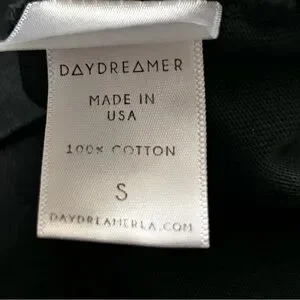 DAYDREAMER
MADE IN
USA
100% COTTON
S
DAYDREAMERLA.COM